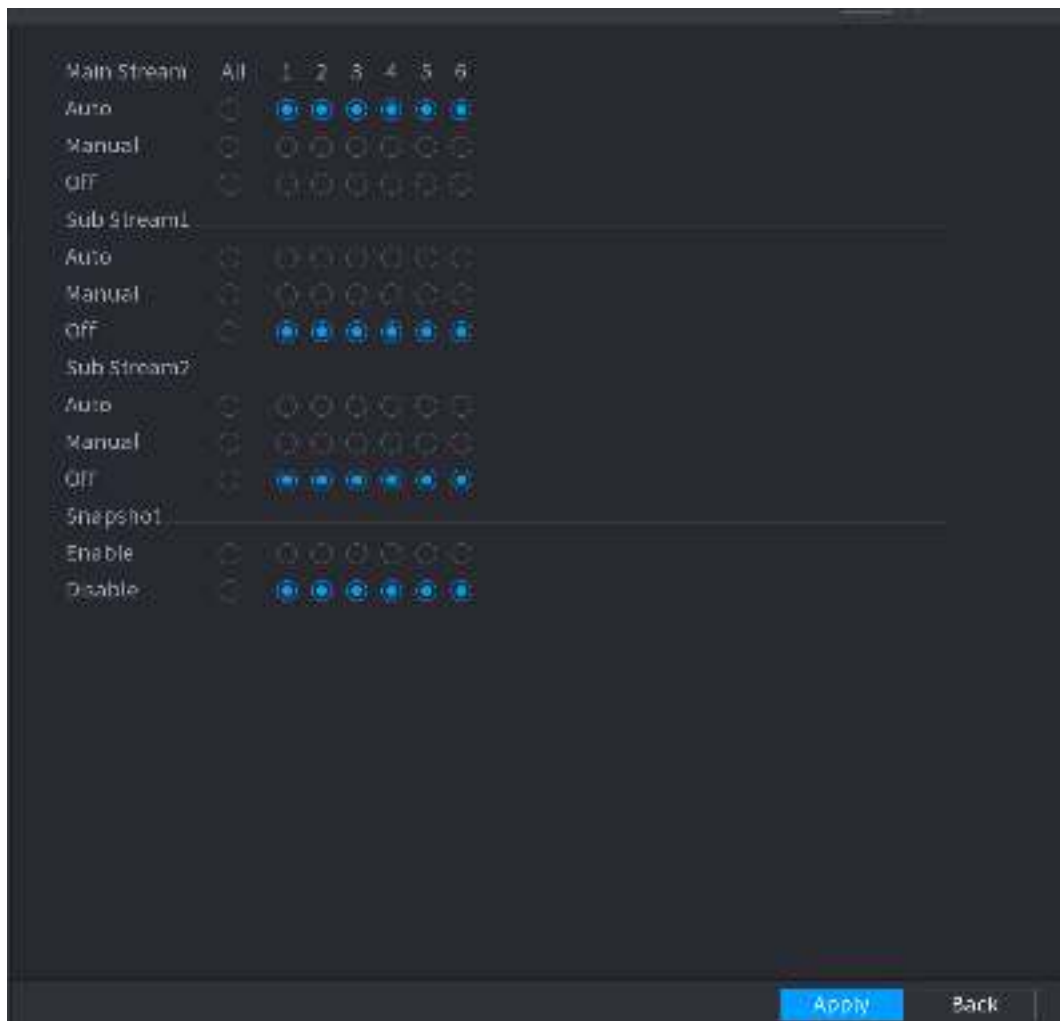 Main Stream All 1 2 3 4 5 6
Auto
Manual
Off
Sub Stream1
Auto
Manual
Off
Sub Stream2
Auto
Manual
Off
Snapshot
Enable
Disable
Apply Back